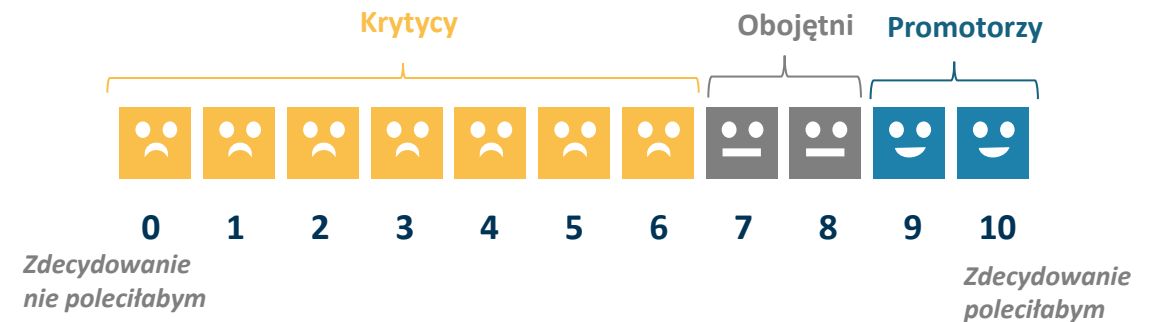 Krytycy
Obojętni
Promotorzy
0 1 2 3 4 5 6 7 8 9 10
Zdecydowanie
nie poleciłabym
Zdecydowanie
poleciłabym